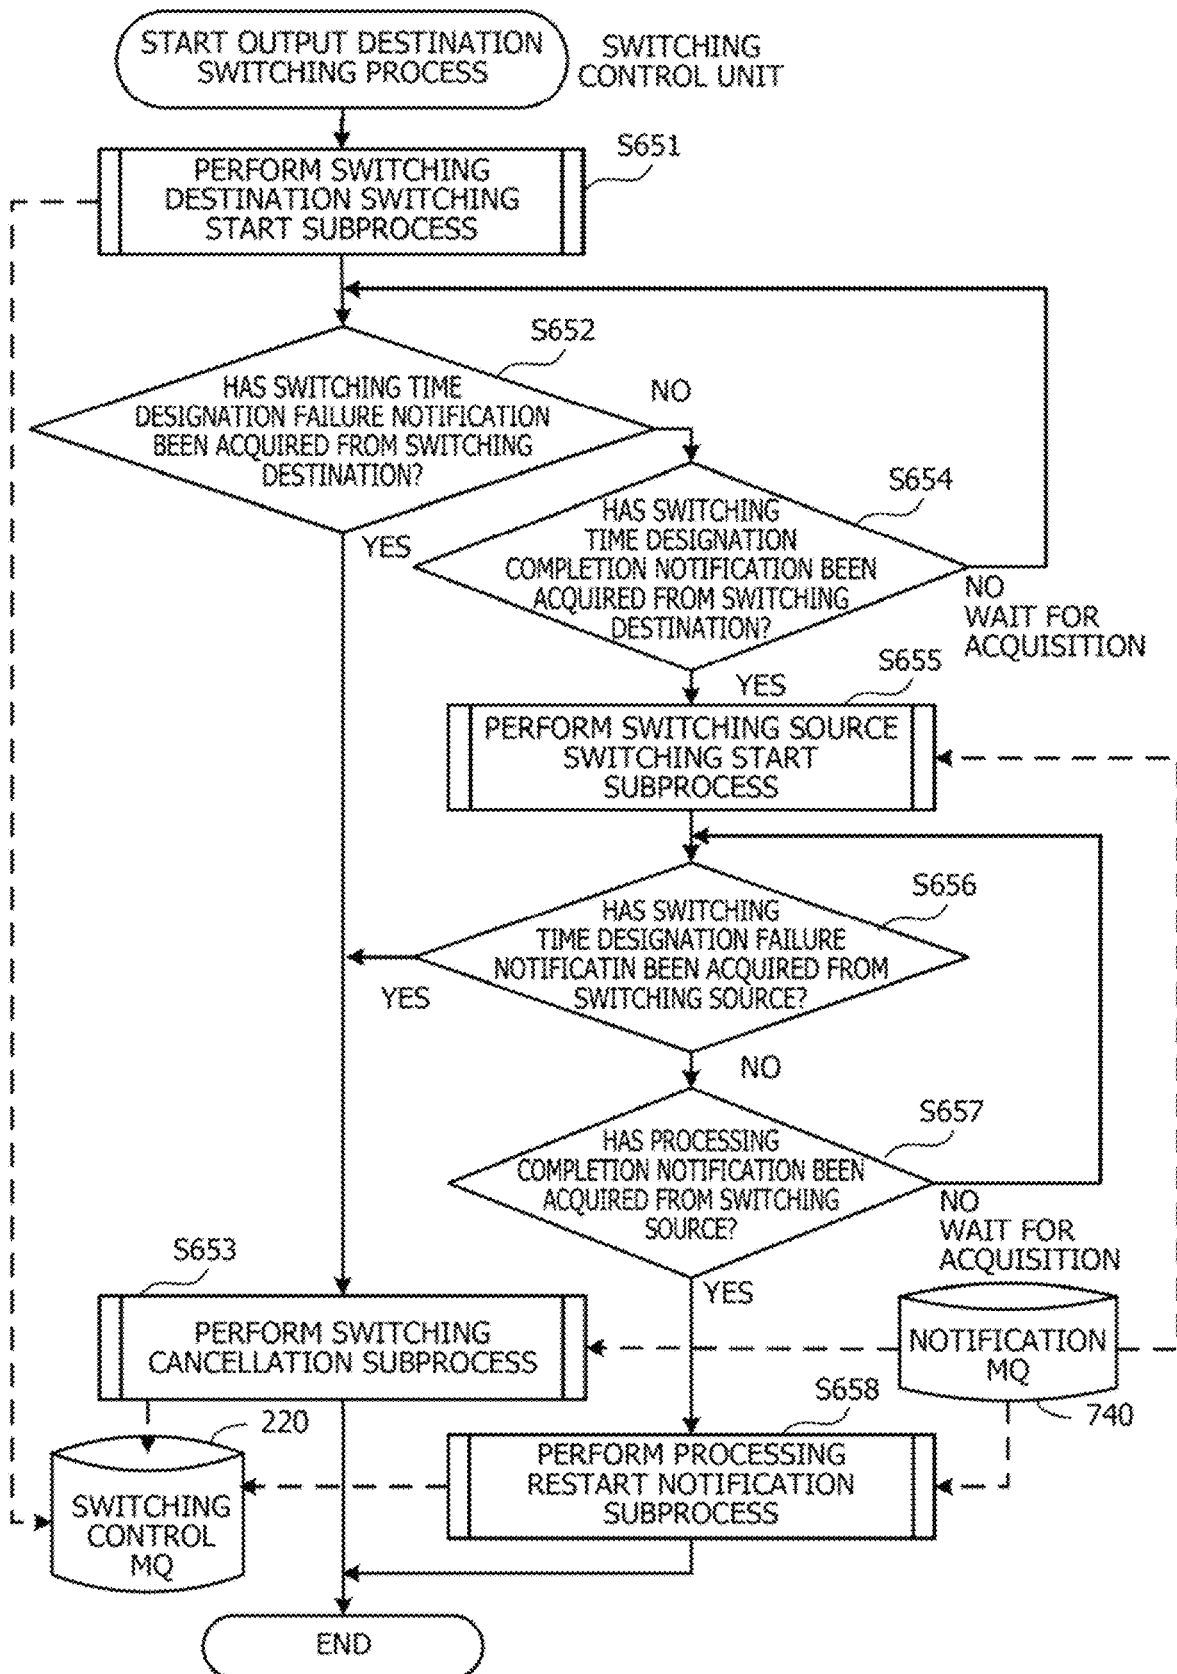 START OUTPUT DESTINATION
SWITCHING PROCESS
SWITCHING
CONTROL UNIT
S651
PERFORM SWITCHING
DESTINATION SWITCHING
START SUBPROCESS
S652
HAS SWITCHING TIME
DESIGNATION FAILURE NOTIFICATION
BEEN ACQUIRED FROM SWITCHING
DESTINATION?
NO
YES
S654
HAS SWITCHING
TIME DESIGNATION
COMPLETION NOTIFICATION BEEN
ACQUIRED FROM SWITCHING
DESTINATION?
NO
WAIT FOR
ACQUISITION
YES
S655
PERFORM SWITCHING SOURCE
SWITCHING START
SUBPROCESS
S656
HAS SWITCHING
TIME DESIGNATION FAILURE
NOTIFICATIN BEEN ACQUIRED FROM
SWITCHING SOURCE?
YES
NO
S657
HAS PROCESSING
COMPLETION NOTIFICATION BEEN
ACQUIRED FROM SWITCHING
SOURCE?
NO
WAIT FOR
ACQUISITION
YES
S653
PERFORM SWITCHING
CANCELLATION SUBPROCESS
NOTIFICATION
MQ
740
S658
PERFORM PROCESSING
RESTART NOTIFICATION
SUBPROCESS
220
SWITCHING
CONTROL
MQ
END